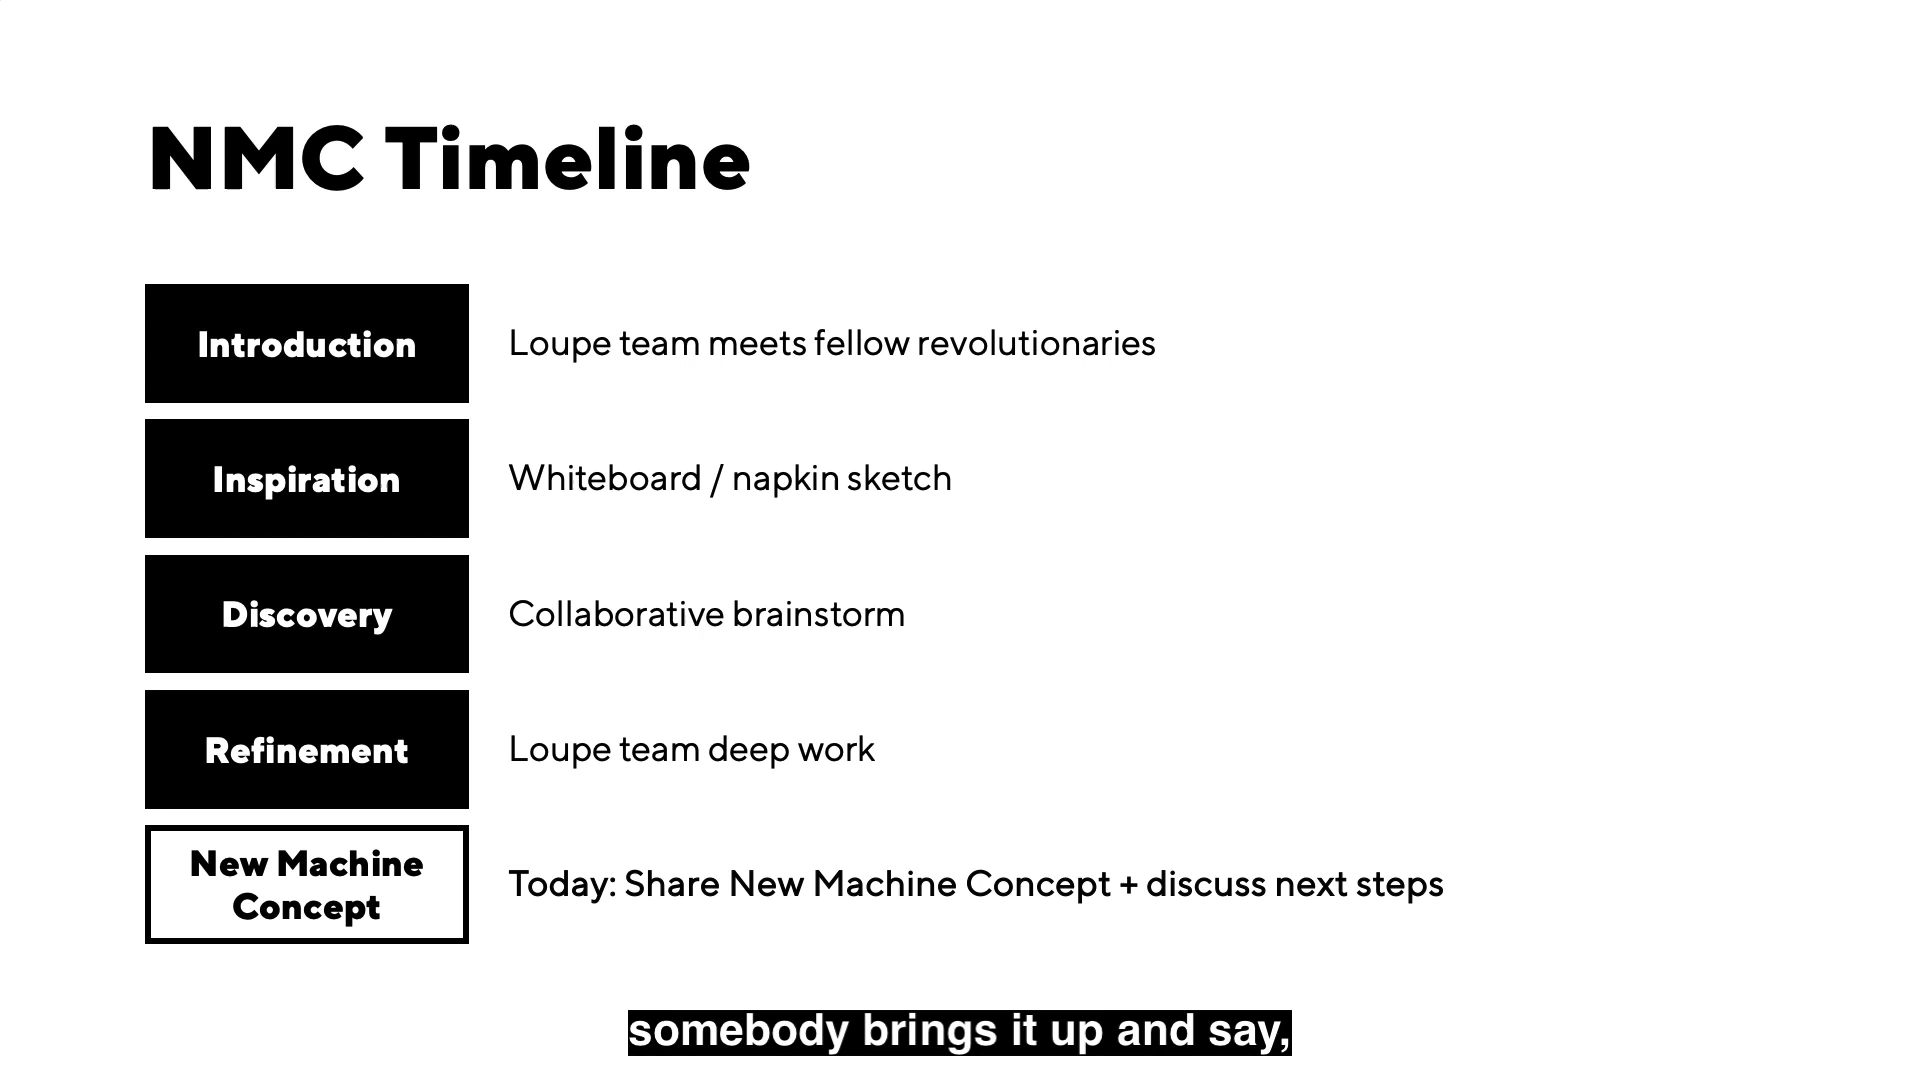 NMC Timeline
Introduction
Loupe team meets fellow revolutionaries
Inspiration
Whiteboard / napkin sketch
Discovery
Collaborative brainstorm
Refinement
Loupe team deep work
New Machine
Concept
Today: Share New Machine Concept + discuss next steps
somebody brings it up and say,